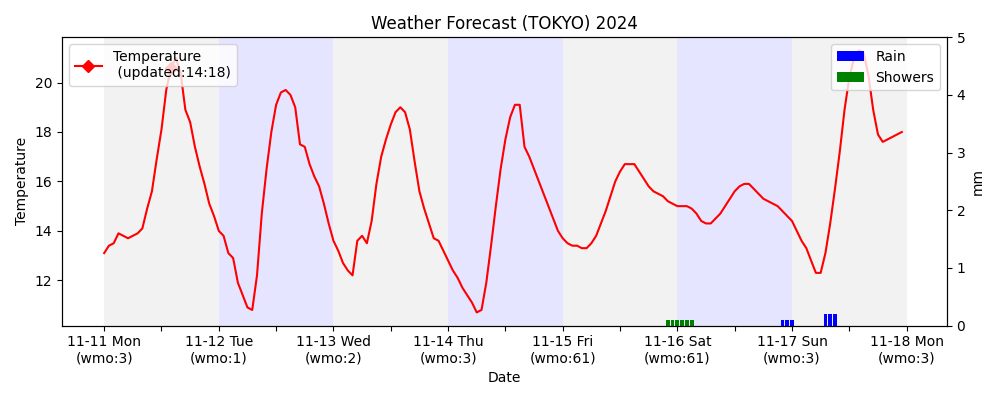 Weather Forecast (TOKYO) 2024
Temperature
(updated:14:18)
Rain
Showers
Temperature
20
18
16
14
12
5
4
3
2
1
0
mm
11-11 Mon
(wmo:3)
11-12 Tue
(wmo:1)
11-13 Wed
(wmo:2)
11-14 Thu
(wmo:3)
11-15 Fri
(wmo:61)
11-16 Sat
(wmo:61)
11-17 Sun
(wmo:3)
11-18 Mon
(wmo:3)
Date